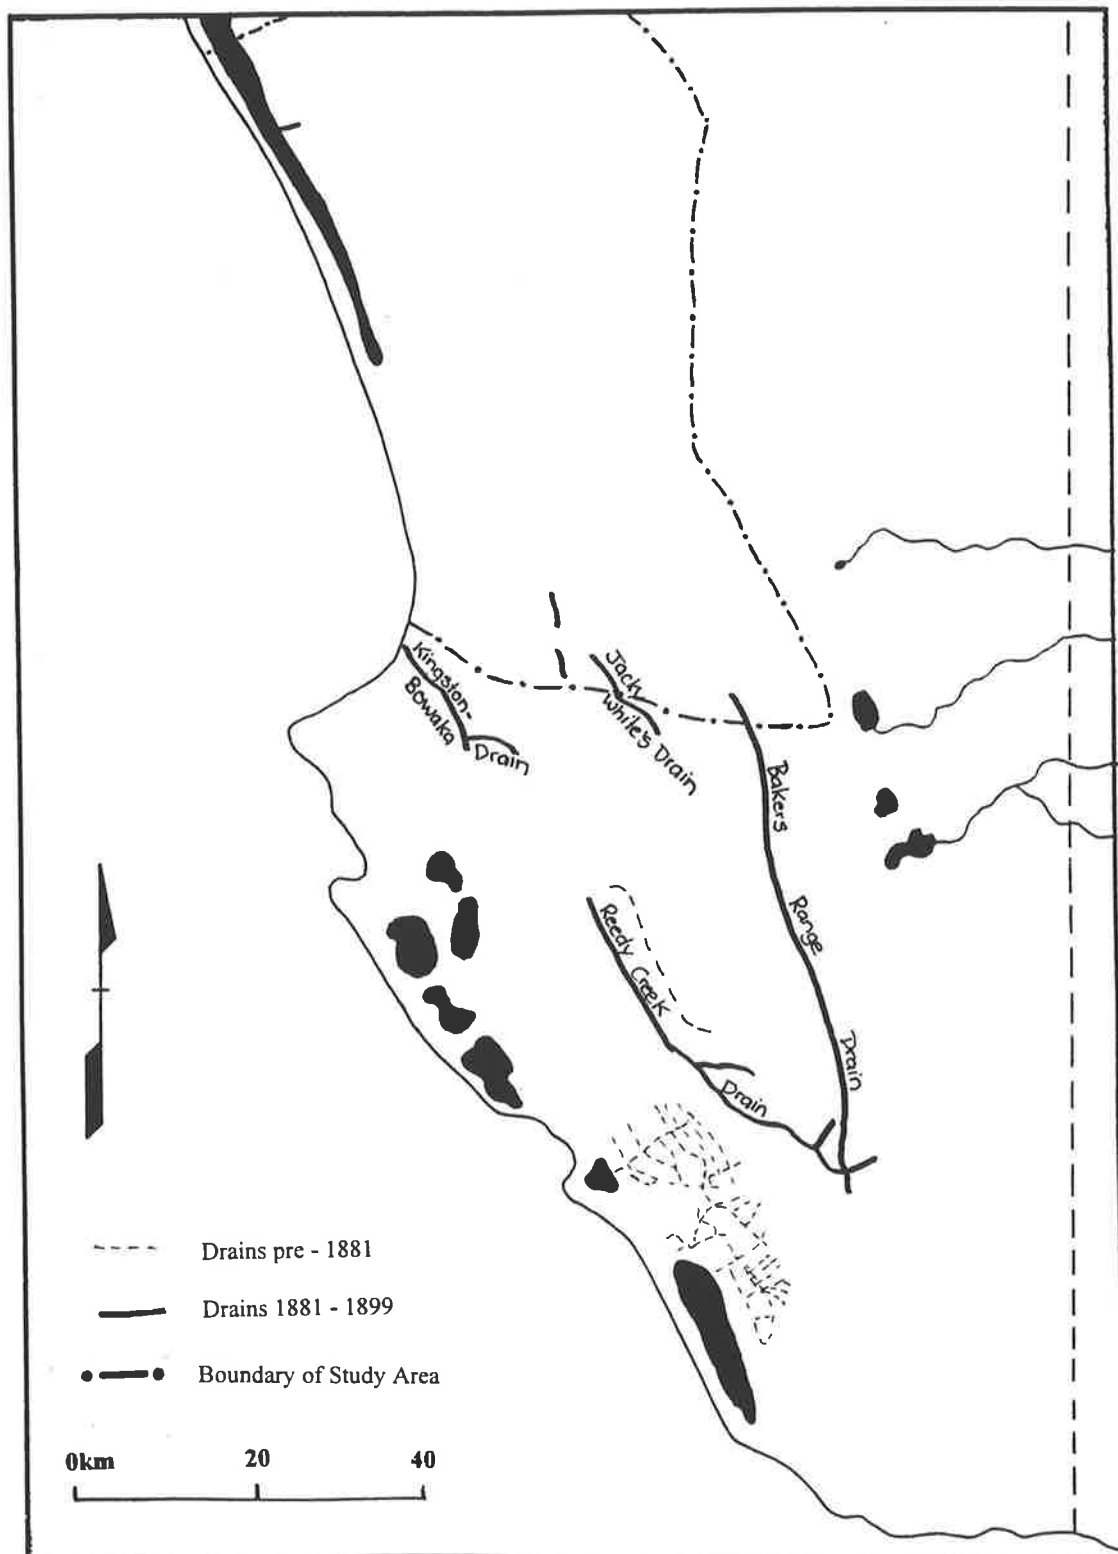 Kingston-
Bowaka
Drain
Jacky
White's Drain
Bakers
Range
Drain
Reedy Creek
Drain
Drains pre - 1881
Drains 1881 - 1899
Boundary of Study Area
0km 20 40